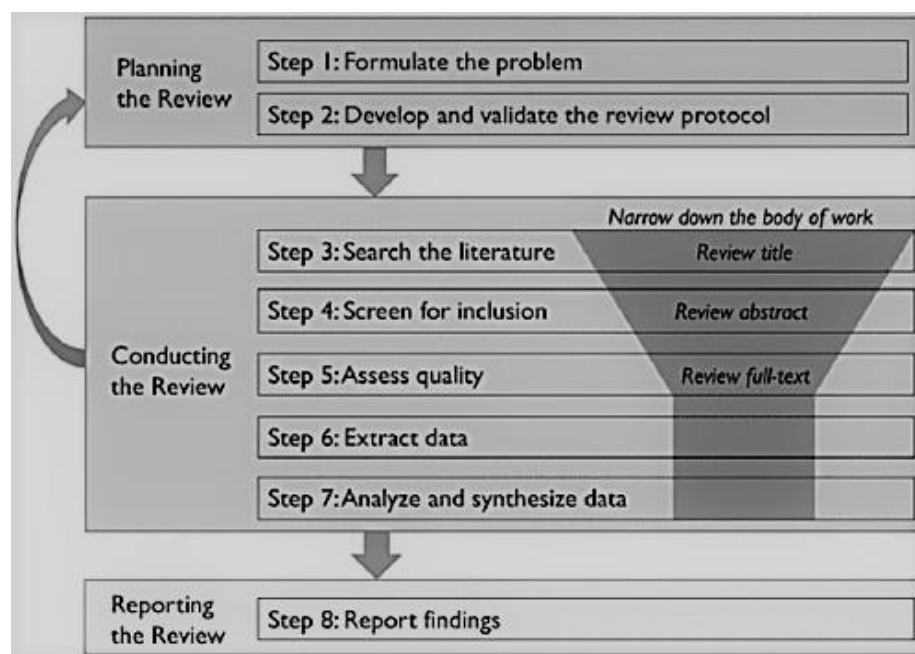 Planning
the Review
Step 1: Formulate the problem
Step 2: Develop and validate the review protocol
Narrow down the body of work
Conducting
the Review
Step 3: Search the literature
Review title
Step 4: Screen for inclusion
Review abstract
Step 5: Assess quality
Review full-text
Step 6: Extract data
Step 7: Analyze and synthesize data
Reporting
the Review
Step 8: Report findings